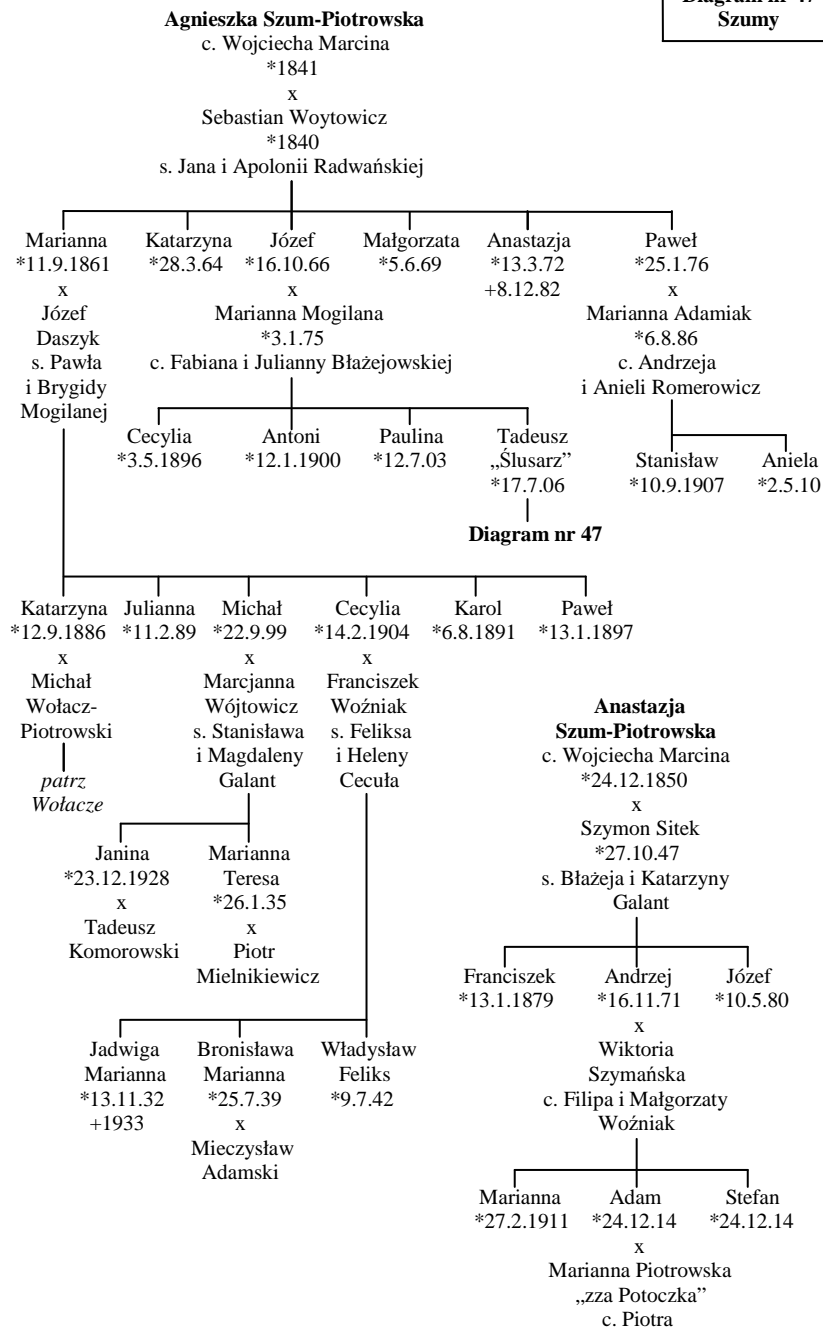 Diagram nr 47
Szumy
Agnieszka Szum-Piotrowska
c. Wojciecha Marcina
*1841
x
Sebastian Woytowicz
*1840
s. Jana i Apolonii Radwańskiej
Marianna Katarzyna Józef Małgorzata Anastazja Paweł
*11.9.1861 *28.3.64 *16.10.66 *5.6.69 *13.3.72 *25.1.76
+8.12.82
x x x
Józef Marianna Mogilana Marianna Adamiak
Daszyk *3.1.75 *6.8.86
s. Pawła c. Fabiana i Julianny Błażejowskiej c. Andrzeja
i Brygidy i Anieli Romerowicz
Mogilanej
Cecylia Antoni Paulina Tadeusz Stanisław Aniela
„Ślusarz”
*3.5.1896 *12.1.1900 *12.7.03 *17.7.06 *10.9.1907 *2.5.10
Diagram nr 47
Katarzyna Julianna Michał Cecylia Karol Paweł
*12.9.1886 *11.2.89 *22.9.99 *14.2.1904 *6.8.1891 *13.1.1897
x x x
Michał Marcjanna Franciszek
Wołacz- Wójtowicz Woźniak
Piotrowski s. Stanisława s. Feliksa
i Magdaleny i Heleny
Galant Cecuła
patrz
Wołacze
Janina Marianna
*23.12.1928 Teresa
x *26.1.35
Tadeusz x
Komorowski Piotr
Mielnikiewicz
Jadwiga Bronisława Władysław
Marianna Marianna Feliks
*13.11.32 *25.7.39 *9.7.42
+1933 x
Mieczysław
Adamski
Anastazja
Szum-Piotrowska
c. Wojciecha Marcina
*24.12.1850
x
Szymon Sitek
*27.10.47
s. Błażeja i Katarzyny
Galant
Franciszek Andrzej Józef
*13.1.1879 *16.11.71 *10.5.80
x
Wiktoria
Szymańska
c. Filipa i Małgorzaty
Woźniak
Marianna Adam Stefan
*27.2.1911 *24.12.14 *24.12.14
x
Marianna Piotrowska
„zza Potoczka”
c. Piotra